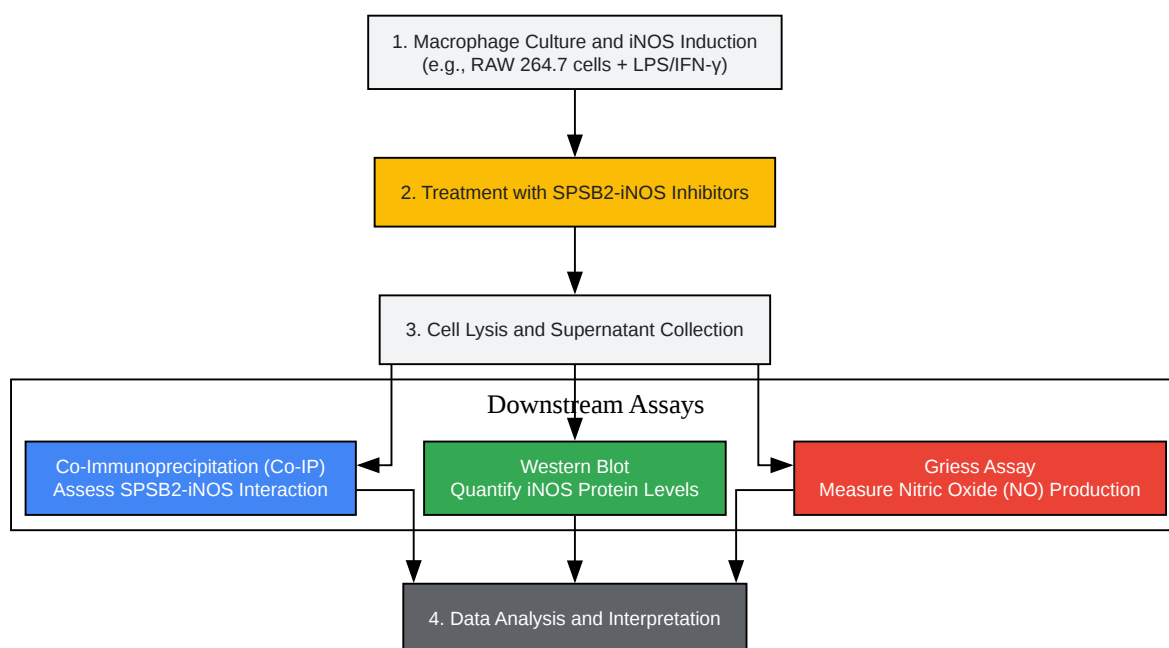 1. Macrophage Culture and iNOS Induction
(e.g., RAW 264.7 cells + LPS/IFN-γ)
2. Treatment with SPSB2-iNOS Inhibitors
3. Cell Lysis and Supernatant Collection
Downstream Assays
Co-Immunoprecipitation (Co-IP)
Assess SPSB2-iNOS Interaction
Western Blot
Quantify iNOS Protein Levels
Griess Assay
Measure Nitric Oxide (NO) Production
4. Data Analysis and Interpretation